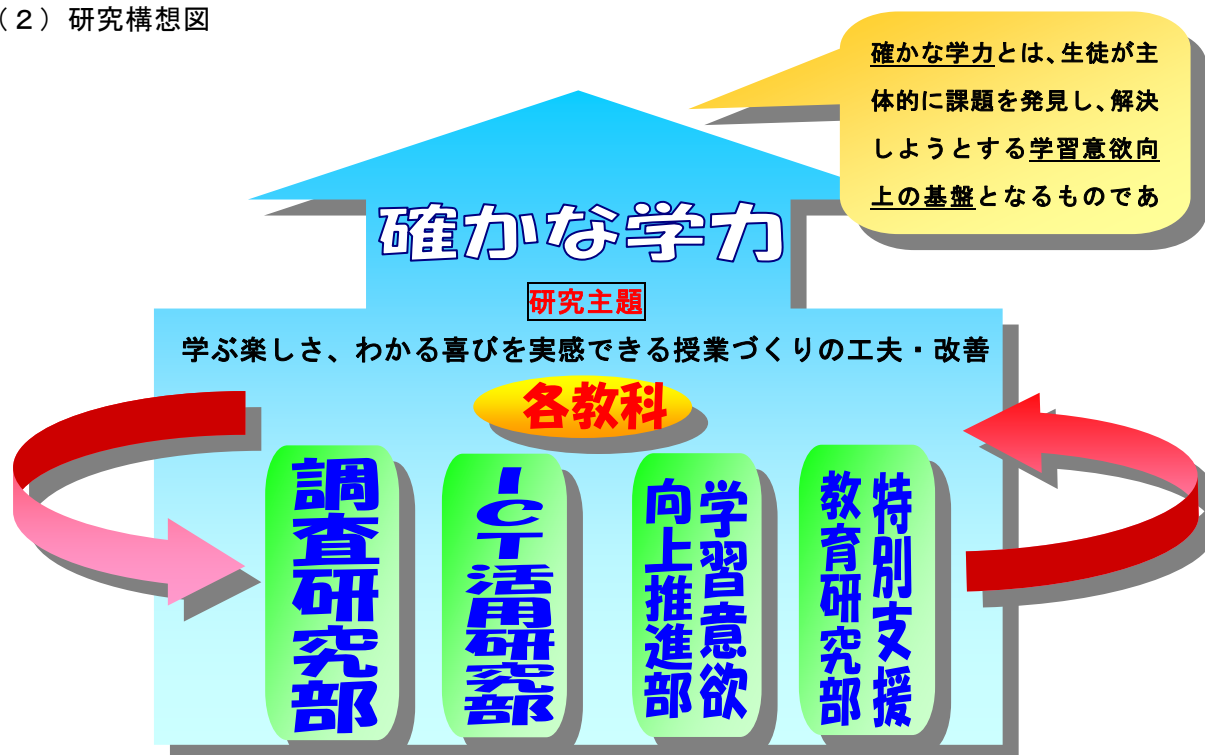 （２）研究構想図
確かな学力とは、生徒が主
体的に課題を発見し、解決
しようとする学習意欲向
上の基盤となるものであ
確かな学力
研究主題
学ぶ楽しさ、わかる喜びを実感できる授業づくりの工夫・改善
各教科
調査研究部
ＩＣＴ活用研究部
学習意欲
向上推進部
特別支援
教育研究部